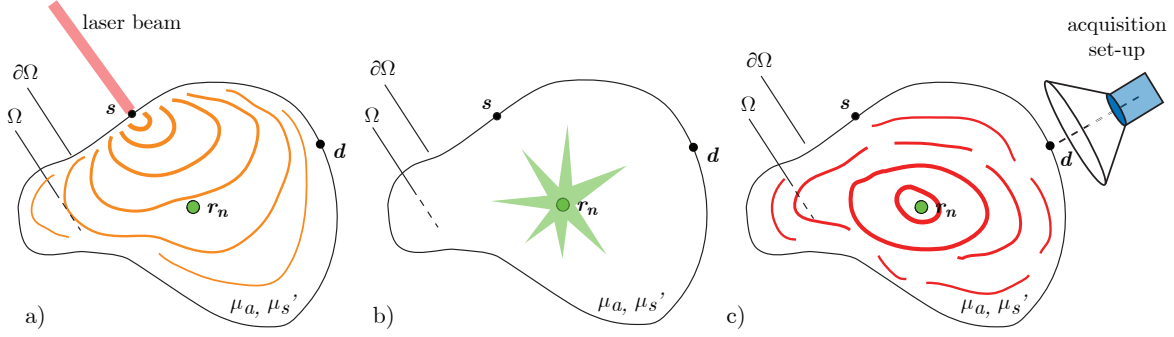 laser beam
∂Ω
Ω
s
d
r_n
μ_a, μ_s'
a)
∂Ω
Ω
s
d
r_n
μ_a, μ_s'
b)
acquisition
set-up
∂Ω
Ω
s
d
r_n
μ_a, μ_s'
c)